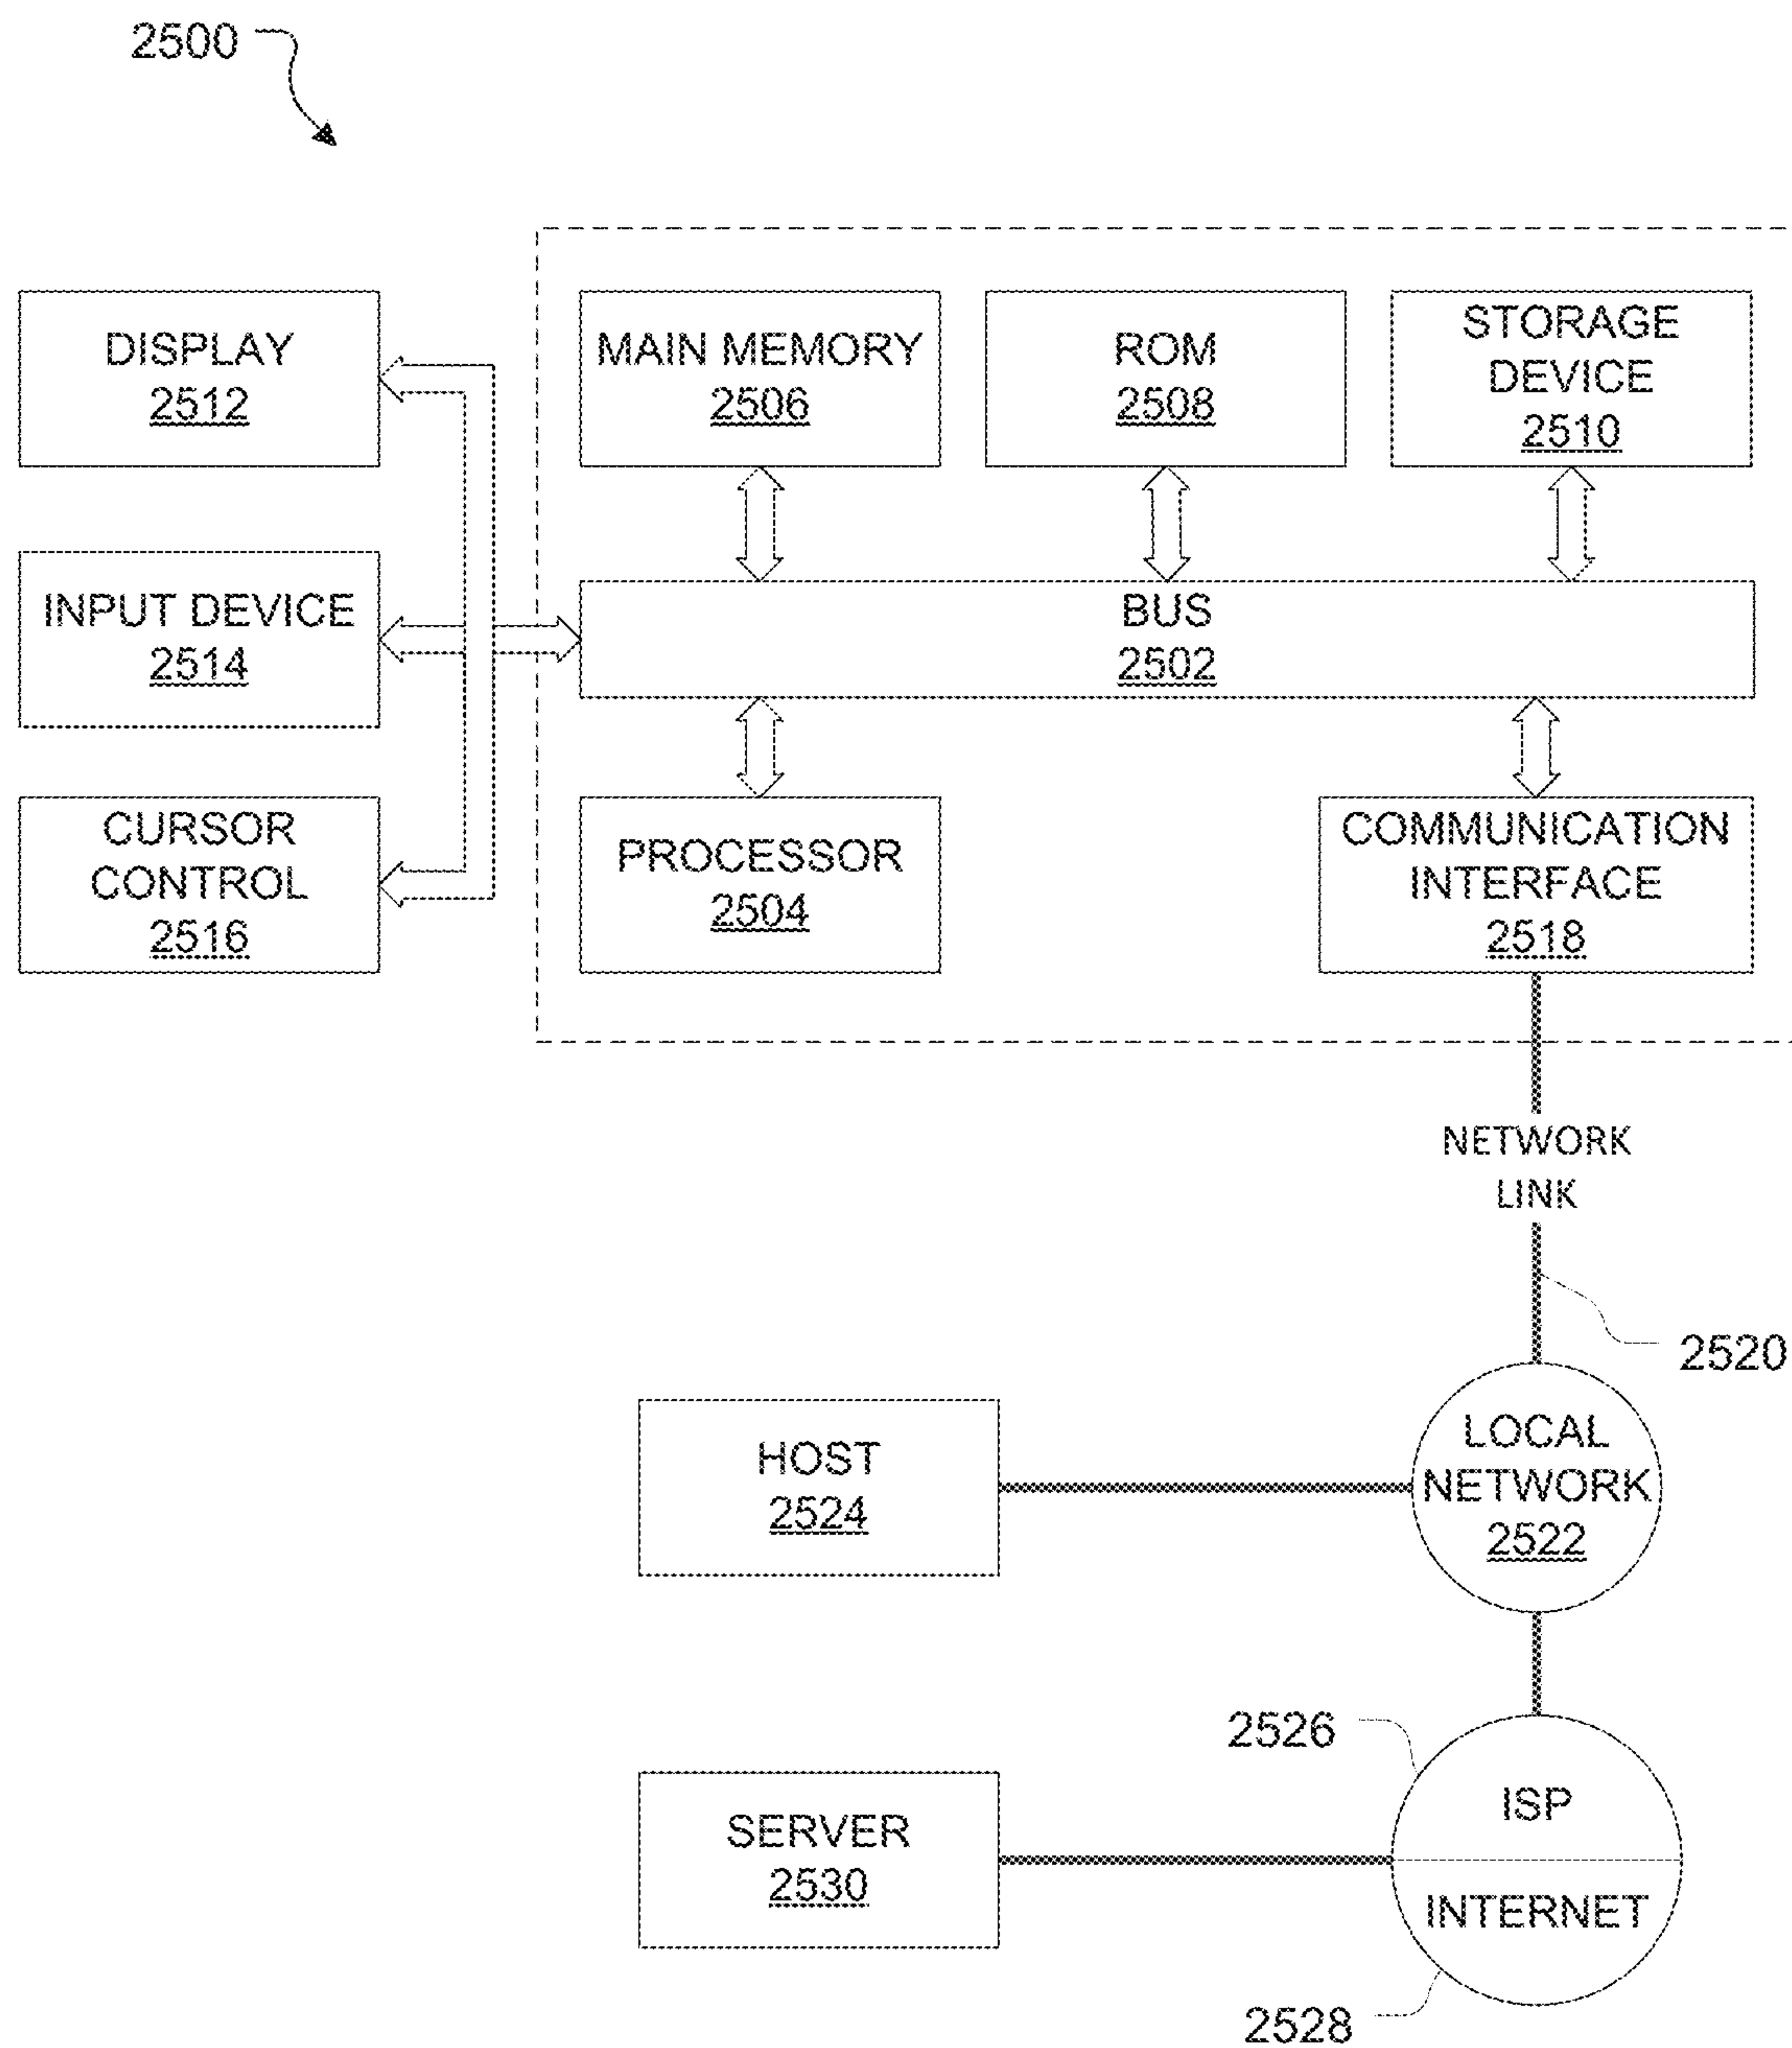 2500
DISPLAY
2512
MAIN MEMORY
2506
ROM
2508
STORAGE
DEVICE
2510
INPUT DEVICE
2514
BUS
2502
CURSOR
CONTROL
2516
PROCESSOR
2504
COMMUNICATION
INTERFACE
2518
NETWORK
LINK
2520
HOST
2524
LOCAL
NETWORK
2522
2526
ISP
SERVER
2530
INTERNET
2528